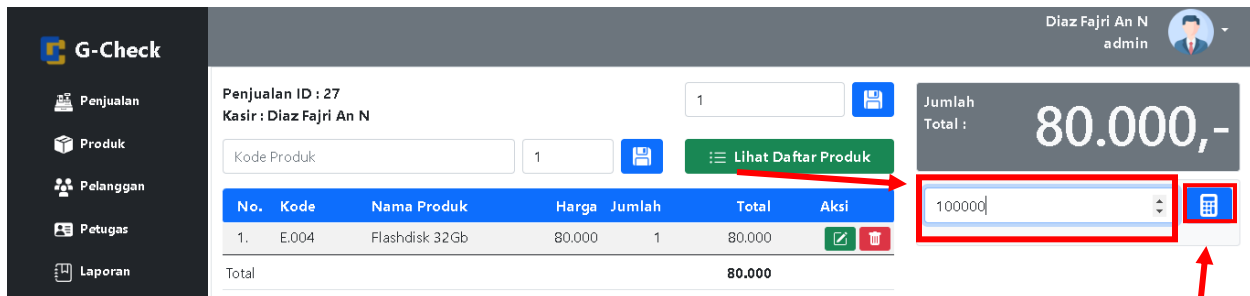 G-Check
Diaz Fajri An N
admin
Penjualan
Produk
Pelanggan
Petugas
Laporan
Penjualan ID : 27
Kasir : Diaz Fajri An N
1
Kode Produk
1
Lihat Daftar Produk
No. Kode Nama Produk Harga Jumlah Total Aksi
1. E.004 Flashdisk 32Gb 80.000 1 80.000
Total 80.000
Jumlah
Total :
80.000,-
100000